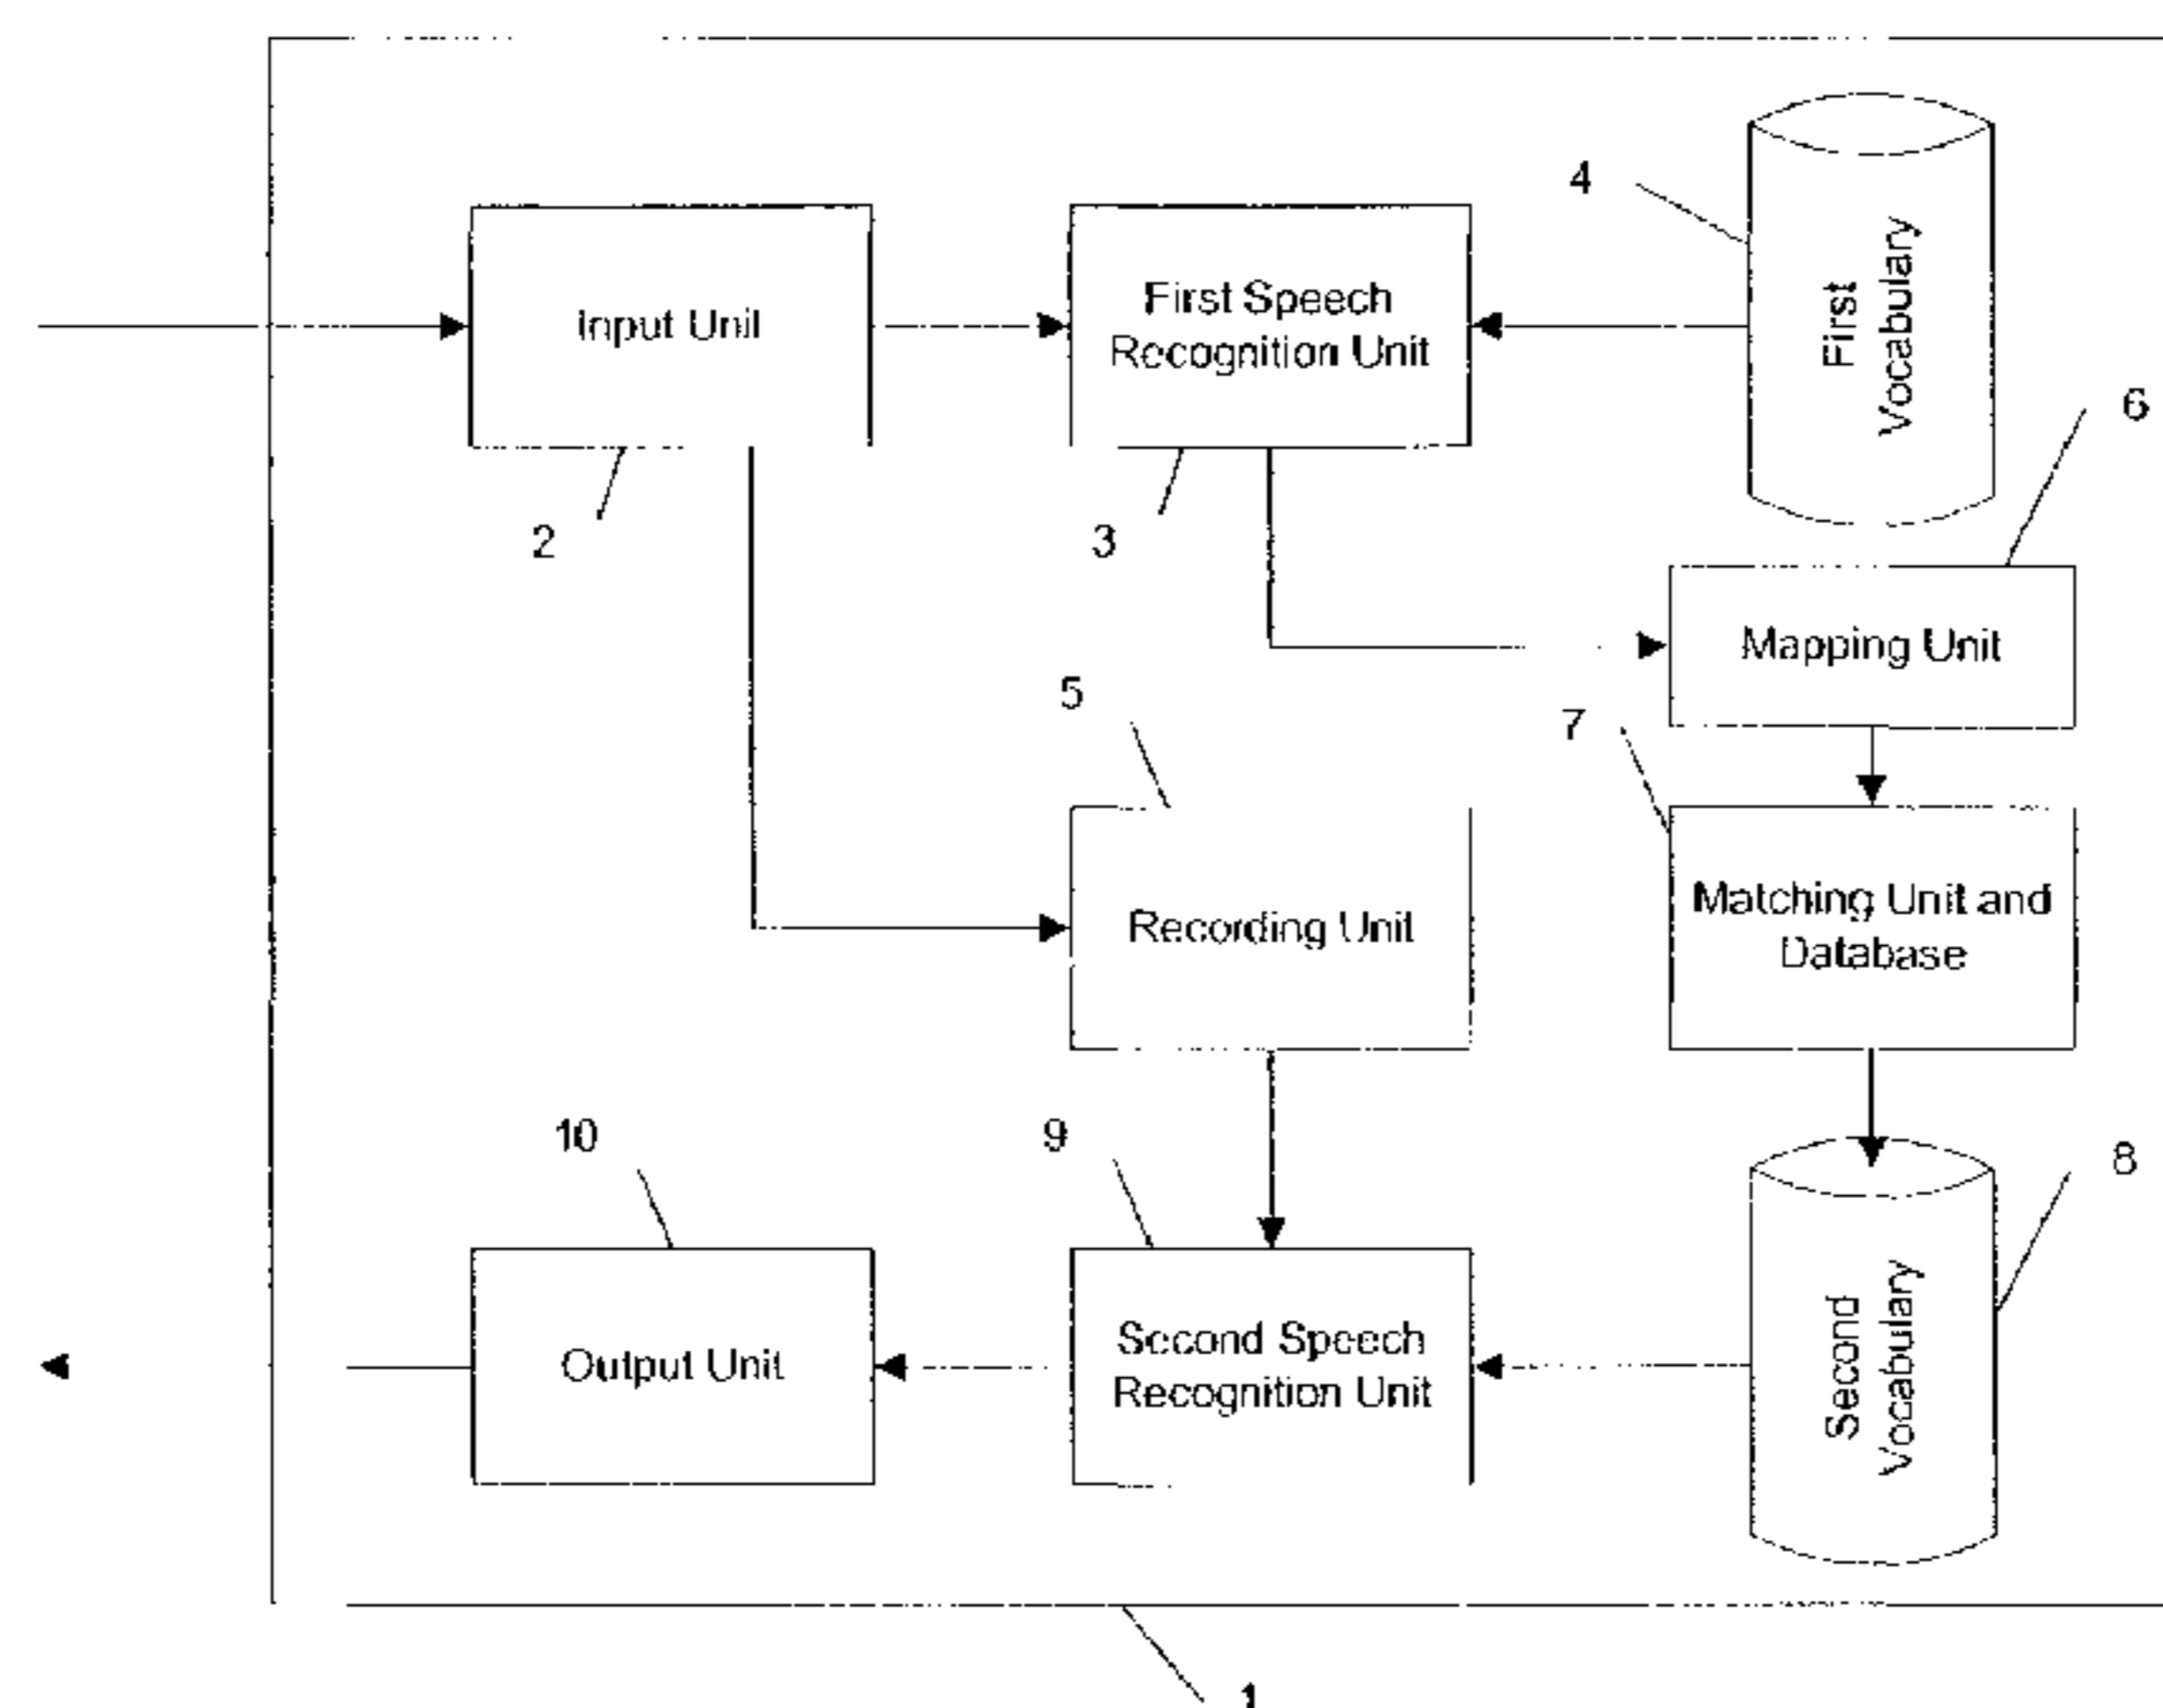 4
First
Vocabulary
Input Unit
First Speech
Recognition Unit
6
2
3
Mapping Unit
5
7
Recording Unit
Matching Unit and
Database
10
9
8
Output Unit
Second Speech
Recognition Unit
Second
Vocabulary
1